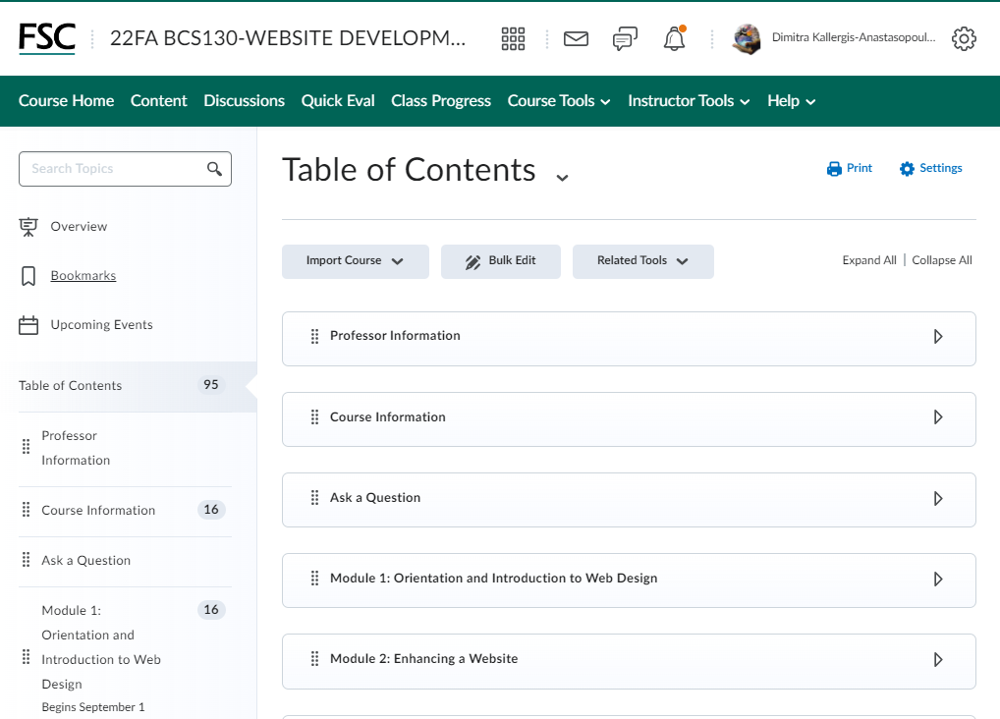 FSC
22FA BCS130-WEBSITE DEVELOPM...
Dimitra Kallergis-Anastasopoul...
Course Home Content Discussions Quick Eval Class Progress Course Tools Instructor Tools Help
Search Topics
Overview
Bookmarks
Upcoming Events
Table of Contents 95
Professor
Information
Course Information 16
Ask a Question
Module 1: 16
Orientation and
Introduction to Web
Design
Begins September 1
Table of Contents
Print Settings
Import Course Bulk Edit Related Tools Expand All | Collapse All
Professor Information
Course Information
Ask a Question
Module 1: Orientation and Introduction to Web Design
Module 2: Enhancing a Website